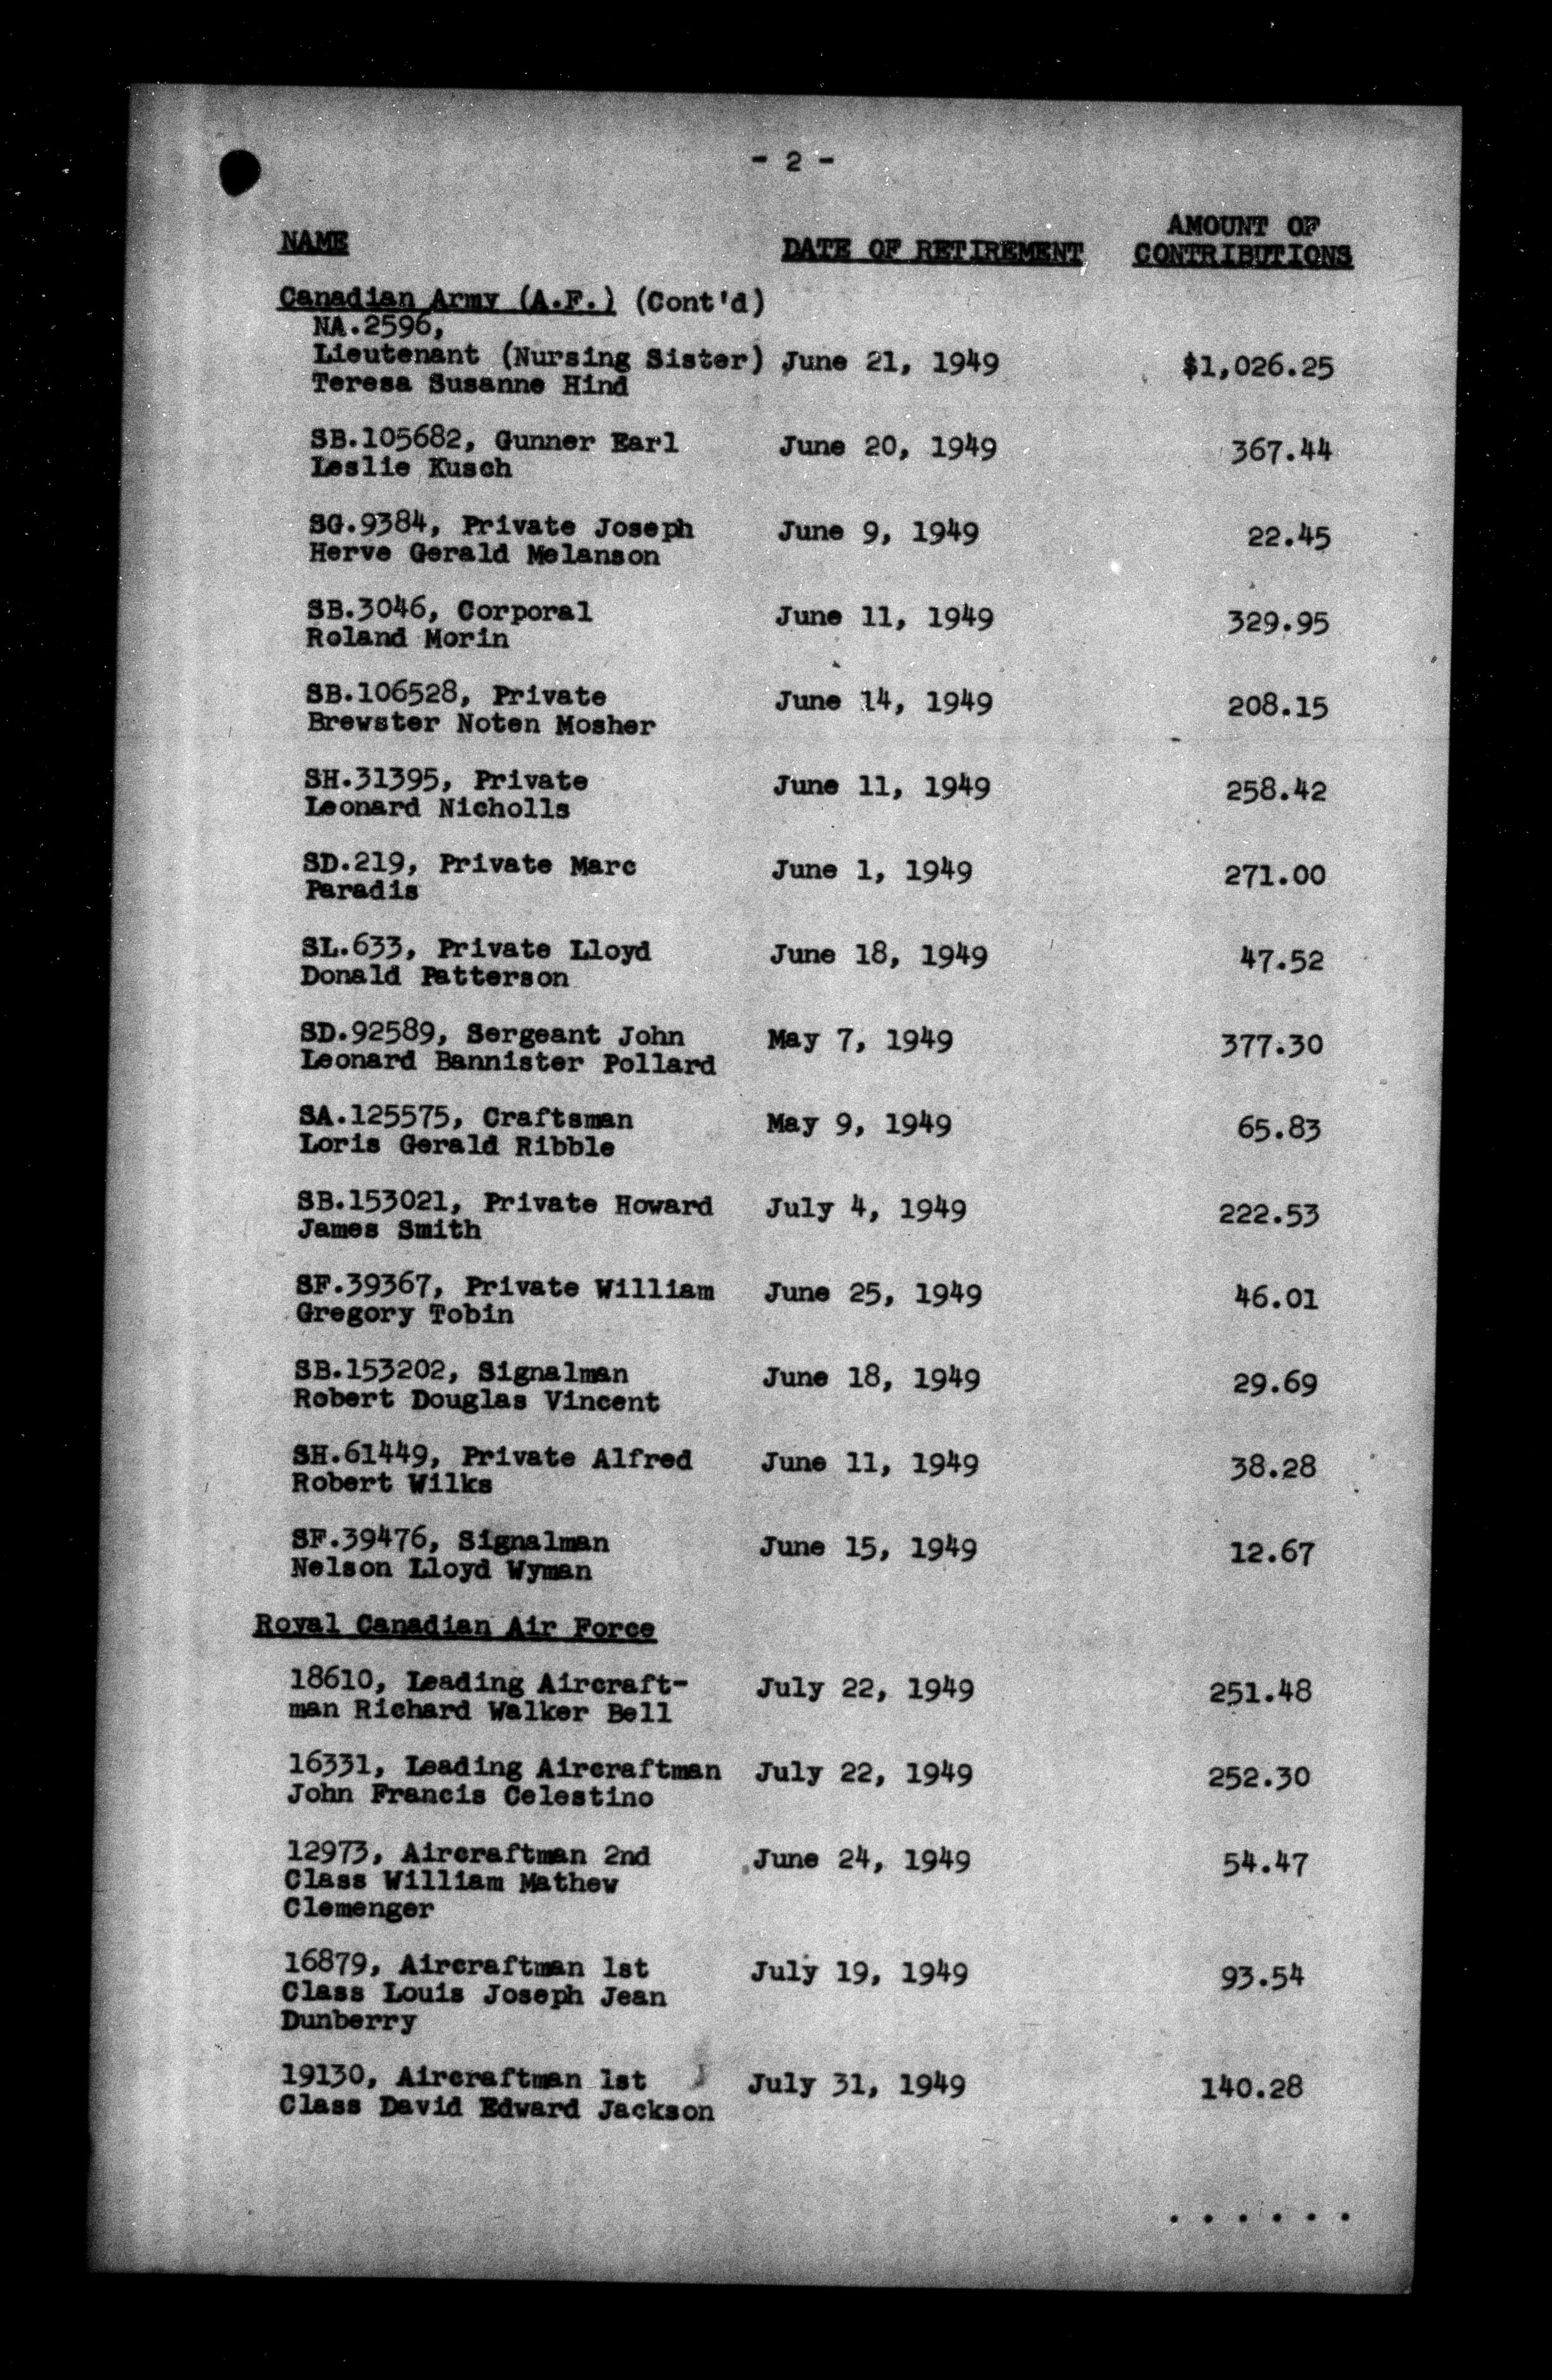 - 2 -
NAME DATE OF RETIREMENT AMOUNT OF CONTRIBUTIONS
Canadian Army (A.F.) (Cont'd)
NA.2596,
Lieutenant (Nursing Sister) June 21, 1949 $1,026.25
Teresa Susanne Hind
SB.105682, Gunner Earl June 20, 1949 367.44
Leslie Kusch
SG.9384, Private Joseph June 9, 1949 22.45
Herve Gerald Melanson
SB.3046, Corporal June 11, 1949 329.95
Roland Morin
SB.106528, Private June 14, 1949 208.15
Brewster Noten Mosher
SH.31395, Private June 11, 1949 258.42
Leonard Nicholls
SD.219, Private Marc June 1, 1949 271.00
Paradis
SL.633, Private Lloyd June 18, 1949 47.52
Donald Patterson
SD.92589, Sergeant John May 7, 1949 377.30
Leonard Bannister Pollard
SA.125575, Craftsman May 9, 1949 65.83
Loris Gerald Ribble
SB.153021, Private Howard July 4, 1949 222.53
James Smith
SF.39367, Private William June 25, 1949 46.01
Gregory Tobin
SB.153202, Signalman June 18, 1949 29.69
Robert Douglas Vincent
SH.61449, Private Alfred June 11, 1949 38.28
Robert Wilks
SF.39476, Signalman June 15, 1949 12.67
Nelson Lloyd Wyman
Royal Canadian Air Force
18610, Leading Aircraft- July 22, 1949 251.48
man Richard Walker Bell
16331, Leading Aircraftman July 22, 1949 252.30
John Francis Celestino
12973, Aircraftman 2nd June 24, 1949 54.47
Class William Mathew
Clemenger
16879, Aircraftman 1st July 19, 1949 93.54
Class Louis Joseph Jean
Dunberry
19130, Aircraftman 1st July 31, 1949 140.28
Class David Edward Jackson
. . . . . .